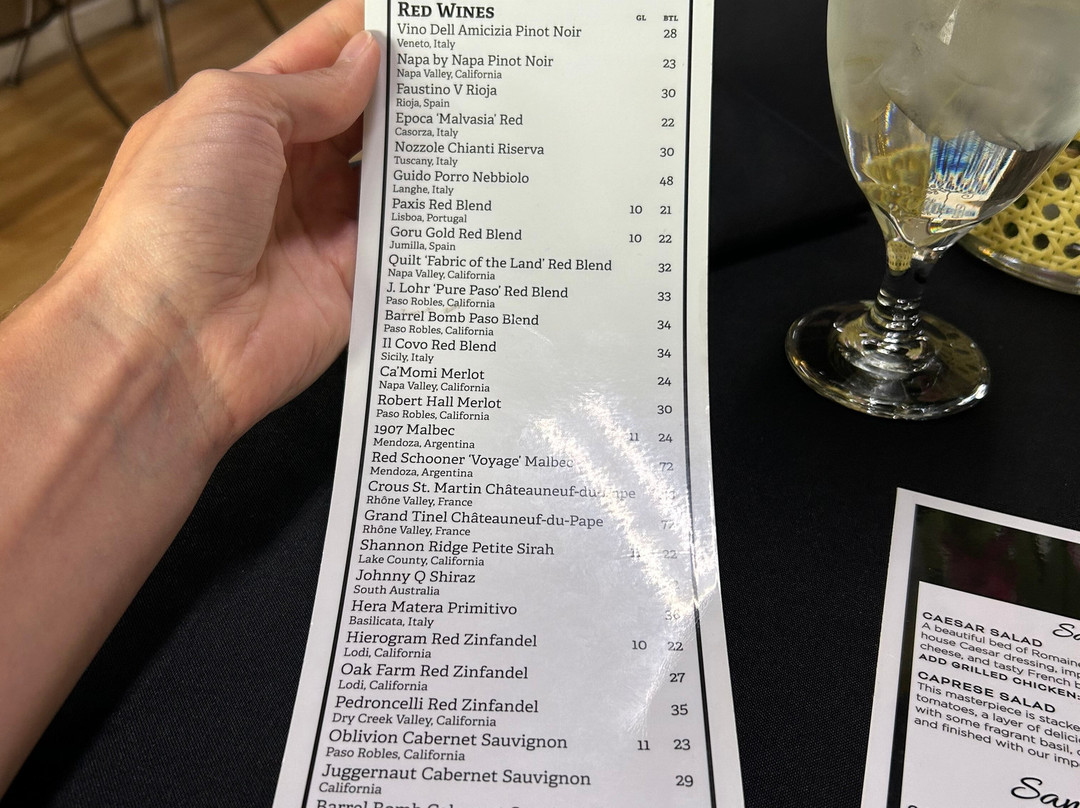 RED WINES GL BTL
Vino Dell Amicizia Pinot Noir 28
Veneto, Italy
Napa by Napa Pinot Noir 23
Napa Valley, California
Faustino V Rioja 30
Rioja, Spain
Epoca ‘Malvasia’ Red 22
Casorza, Italy
Nozzole Chianti Riserva 30
Tuscany, Italy
Guido Porro Nebbiolo 48
Langhe, Italy
Paxis Red Blend 10 21
Lisboa, Portugal
Goru Gold Red Blend 10 22
Jumilla, Spain
Quilt ‘Fabric of the Land’ Red Blend 32
Napa Valley, California
J. Lohr ‘Pure Paso’ Red Blend 33
Paso Robles, California
Barrel Bomb Paso Blend 34
Paso Robles, California
Il Covo Red Blend 34
Sicily, Italy
Ca’Momi Merlot 24
Napa Valley, California
Robert Hall Merlot 30
Paso Robles, California
1907 Malbec 11 24
Mendoza, Argentina
Red Schooner ‘Voyage’ Malbec 72
Mendoza, Argentina
Crous St. Martin Châteauneuf-du-Pape
Rhône Valley, France
Grand Tinel Châteauneuf-du-Pape
Rhône Valley, France
Shannon Ridge Petite Sirah 11 22
Lake County, California
Johnny Q Shiraz
South Australia
Hera Matera Primitivo
Basilicata, Italy
Hierogram Red Zinfandel 10 22
Lodi, California
Oak Farm Red Zinfandel 27
Lodi, California
Pedroncelli Red Zinfandel 35
Dry Creek Valley, California
Oblivion Cabernet Sauvignon 11 23
Paso Robles, California
Juggernaut Cabernet Sauvignon 29
California
Barrel Bomb
CAESAR SALAD
A beautiful bed of Romaine
house Caesar dressing,
cheese, and tasty French
ADD GRILLED CHICKEN:
CAPRESE SALAD
This masterpiece is
tomatoes, a layer of
with some fragrant basil,
and finished with our